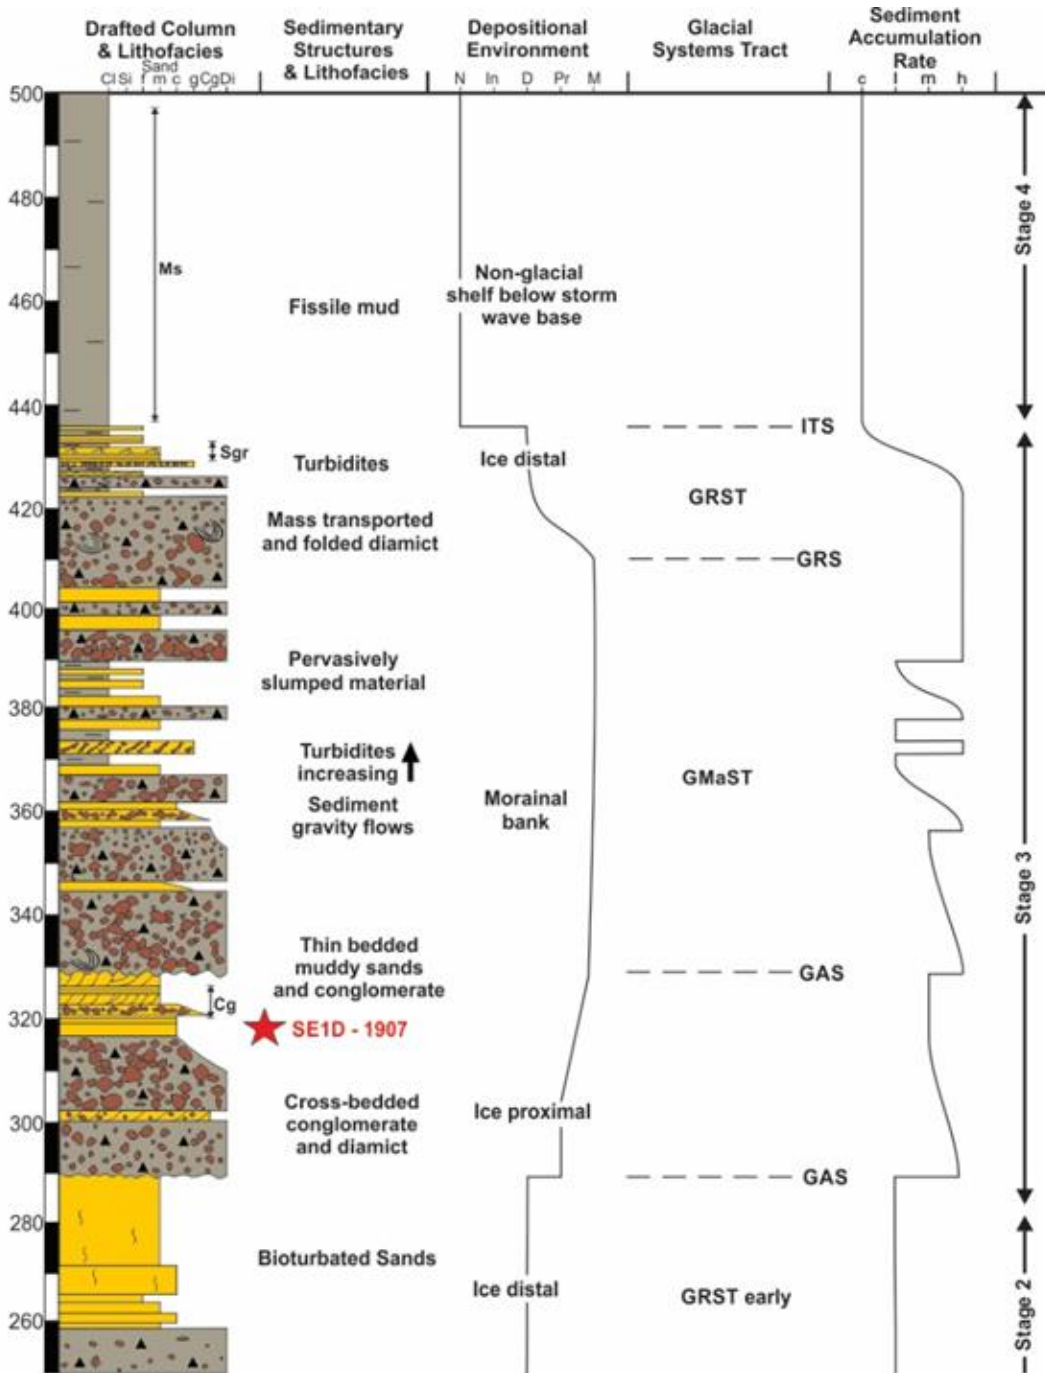 Drafted Column
& Lithofacies
Sand
Cl Si f m c g Cg Di
Sedimentary
Structures
& Lithofacies
Depositional
Environment
N In D Pr M
Glacial
Systems Tract
Sediment
Accumulation
Rate
c l m h
500
480
460
440
420
400
380
360
340
320
300
280
260
Ms
Sgr
Cg
Fissile mud
Turbidites
Mass transported
and folded diamict
Pervasively
slumped material
Turbidites
increasing
Sediment
gravity flows
Thin bedded
muddy sands
and conglomerate
SE1D - 1907
Cross-bedded
conglomerate
and diamict
Bioturbated Sands
Non-glacial
shelf below storm
wave base
Ice distal
Morainal
bank
Ice proximal
Ice distal
ITS
GRST
GRS
GMaST
GAS
GAS
GRST early
Stage 4
Stage 3
Stage 2